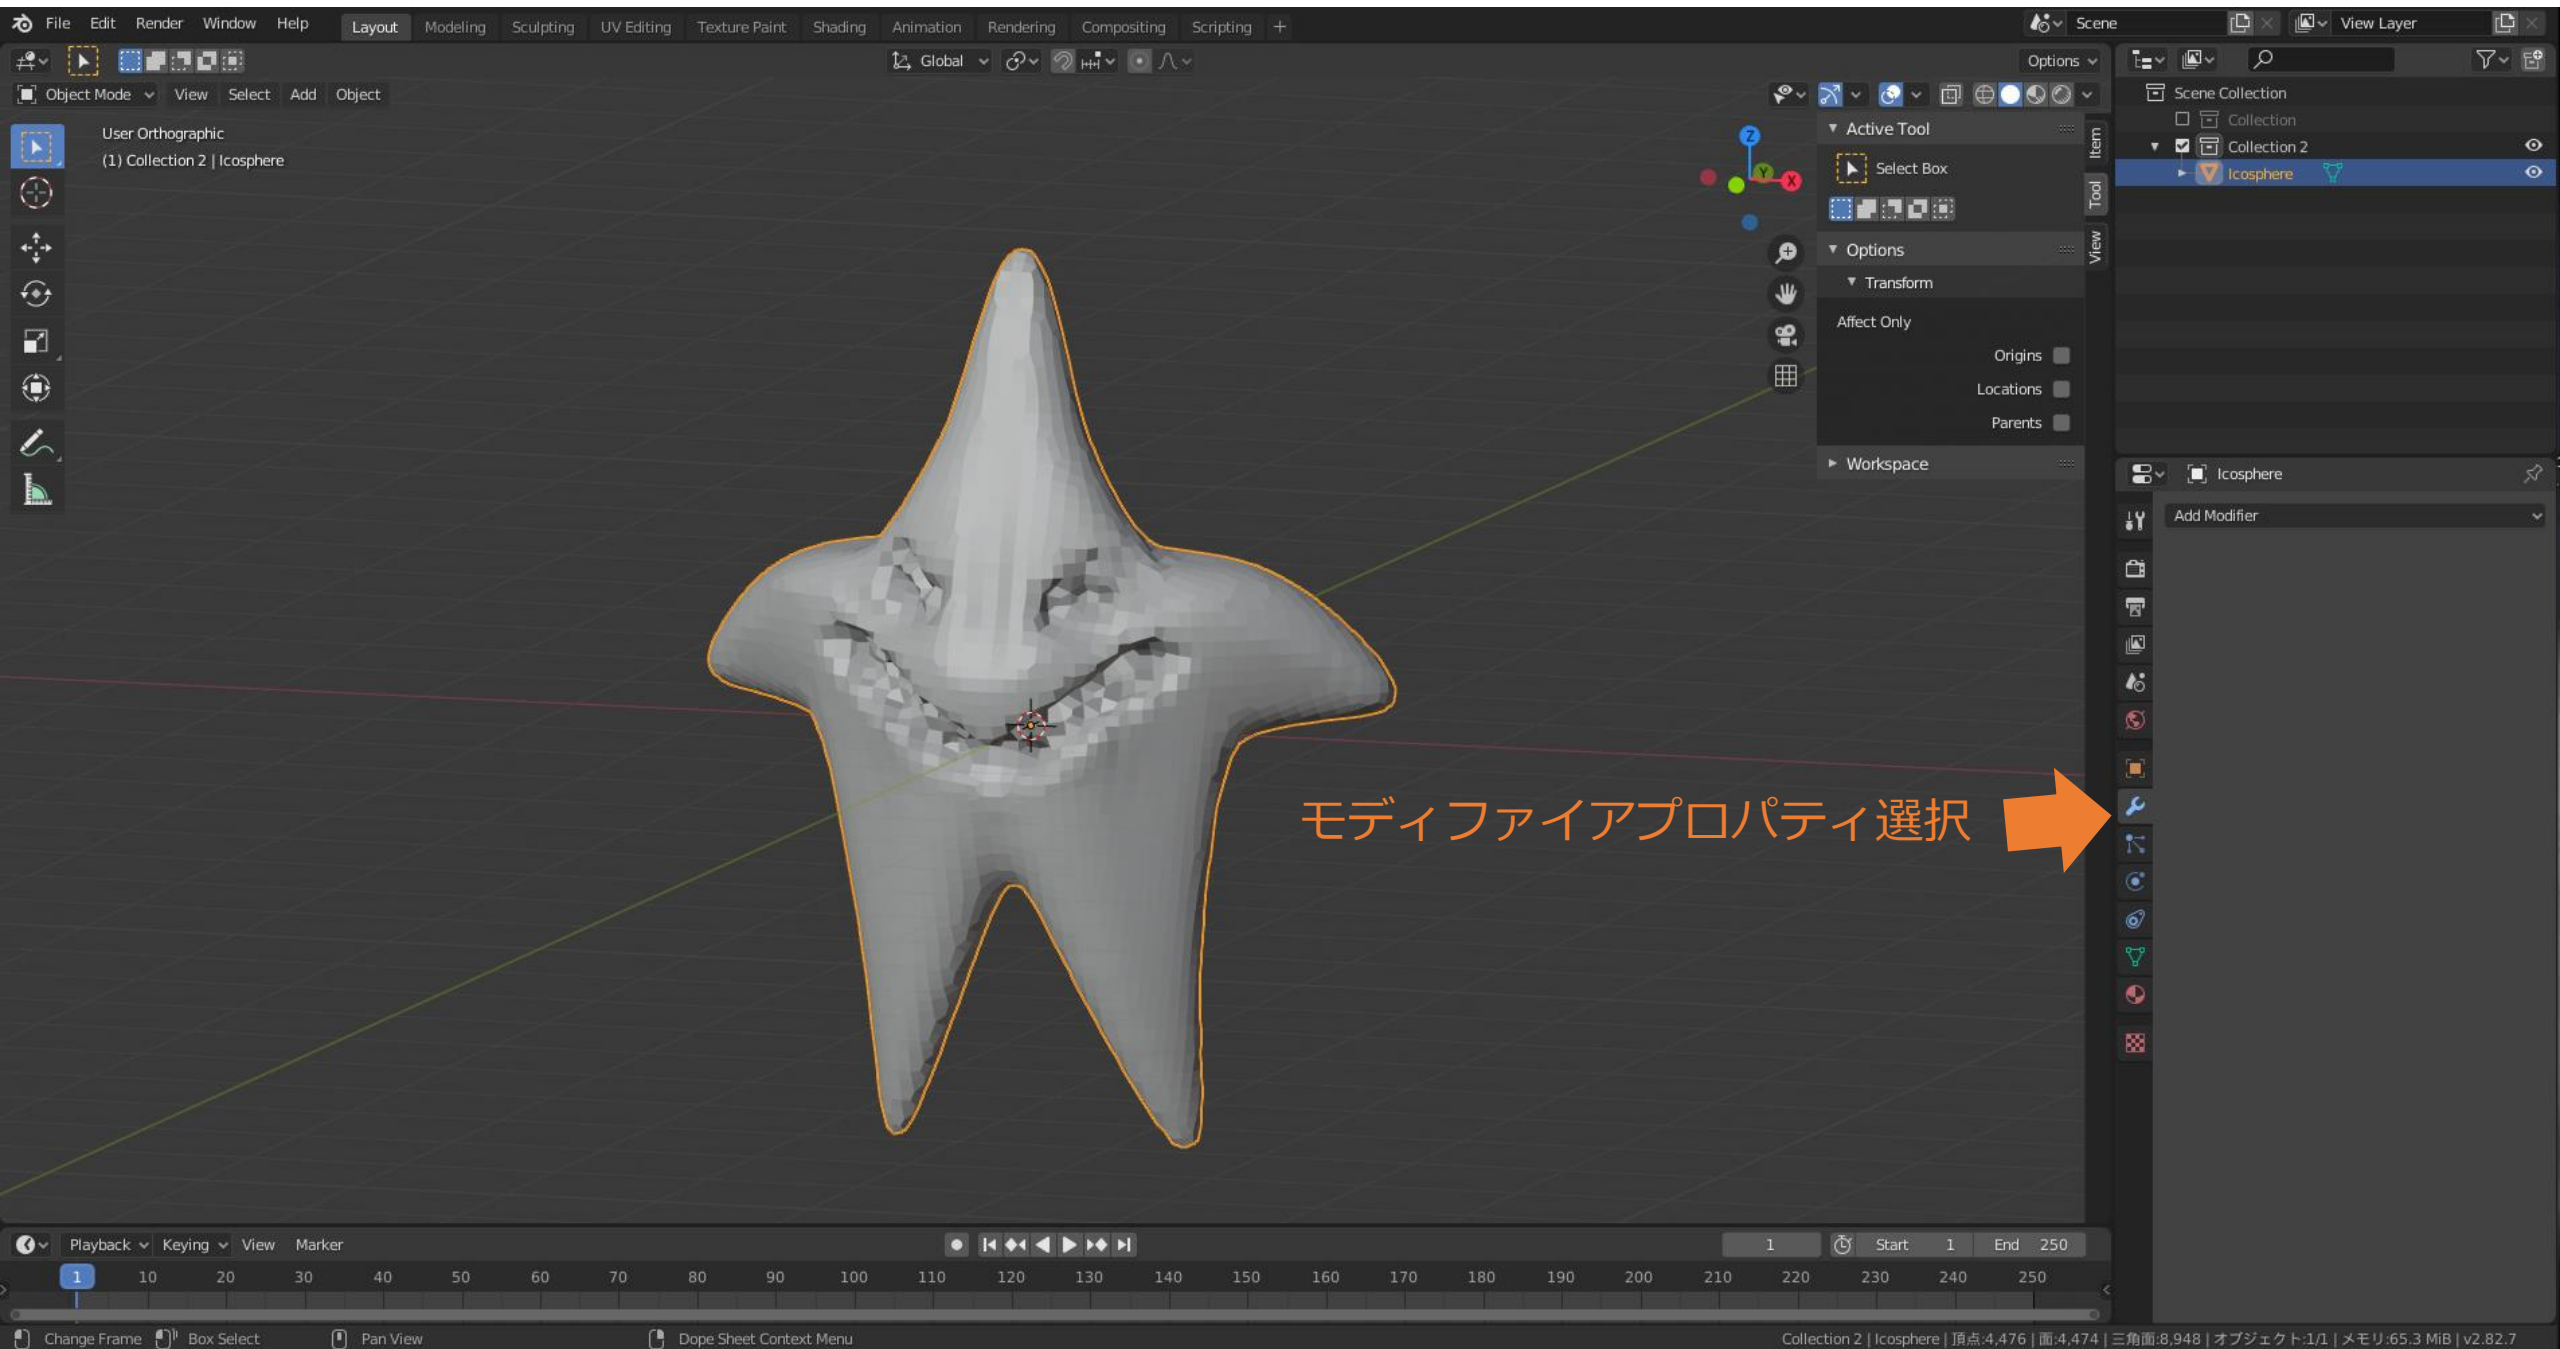 File Edit Render Window Help Layout Modeling Sculpting UV Editing Texture Paint Shading Animation Rendering Compositing Scripting + Scene View Layer
Global Options
Object Mode View Select Add Object
User Orthographic
(1) Collection 2 | Icosphere
Z
Y
X
Active Tool
Select Box
Options
Transform
Affect Only
Origins
Locations
Parents
Workspace
Item
Tool
View
Scene Collection
Collection
Collection 2
Icosphere
Icosphere
Add Modifier
モディファイアプロパティ選択
Playback Keying View Marker 1 Start 1 End 250
1 10 20 30 40 50 60 70 80 90 100 110 120 130 140 150 160 170 180 190 200 210 220 230 240 250
Change Frame Box Select Pan View Dope Sheet Context Menu Collection 2 | Icosphere | 頂点:4,476 | 面:4,474 | 三角面:8,948 | オブジェクト:1/1 | メモリ:65.3 MiB | v2.82.7